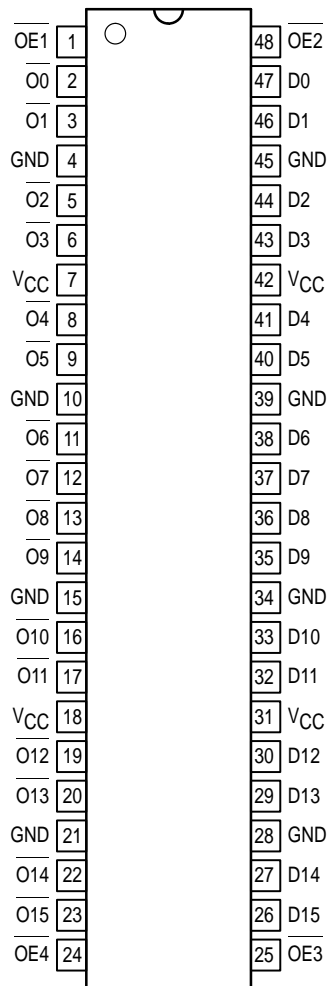 OE1 1 48 OE2
O0 2 47 D0
O1 3 46 D1
GND 4 45 GND
O2 5 44 D2
O3 6 43 D3
VCC 7 42 VCC
O4 8 41 D4
O5 9 40 D5
GND 10 39 GND
O6 11 38 D6
O7 12 37 D7
O8 13 36 D8
O9 14 35 D9
GND 15 34 GND
O10 16 33 D10
O11 17 32 D11
VCC 18 31 VCC
O12 19 30 D12
O13 20 29 D13
GND 21 28 GND
O14 22 27 D14
O15 23 26 D15
OE4 24 25 OE3